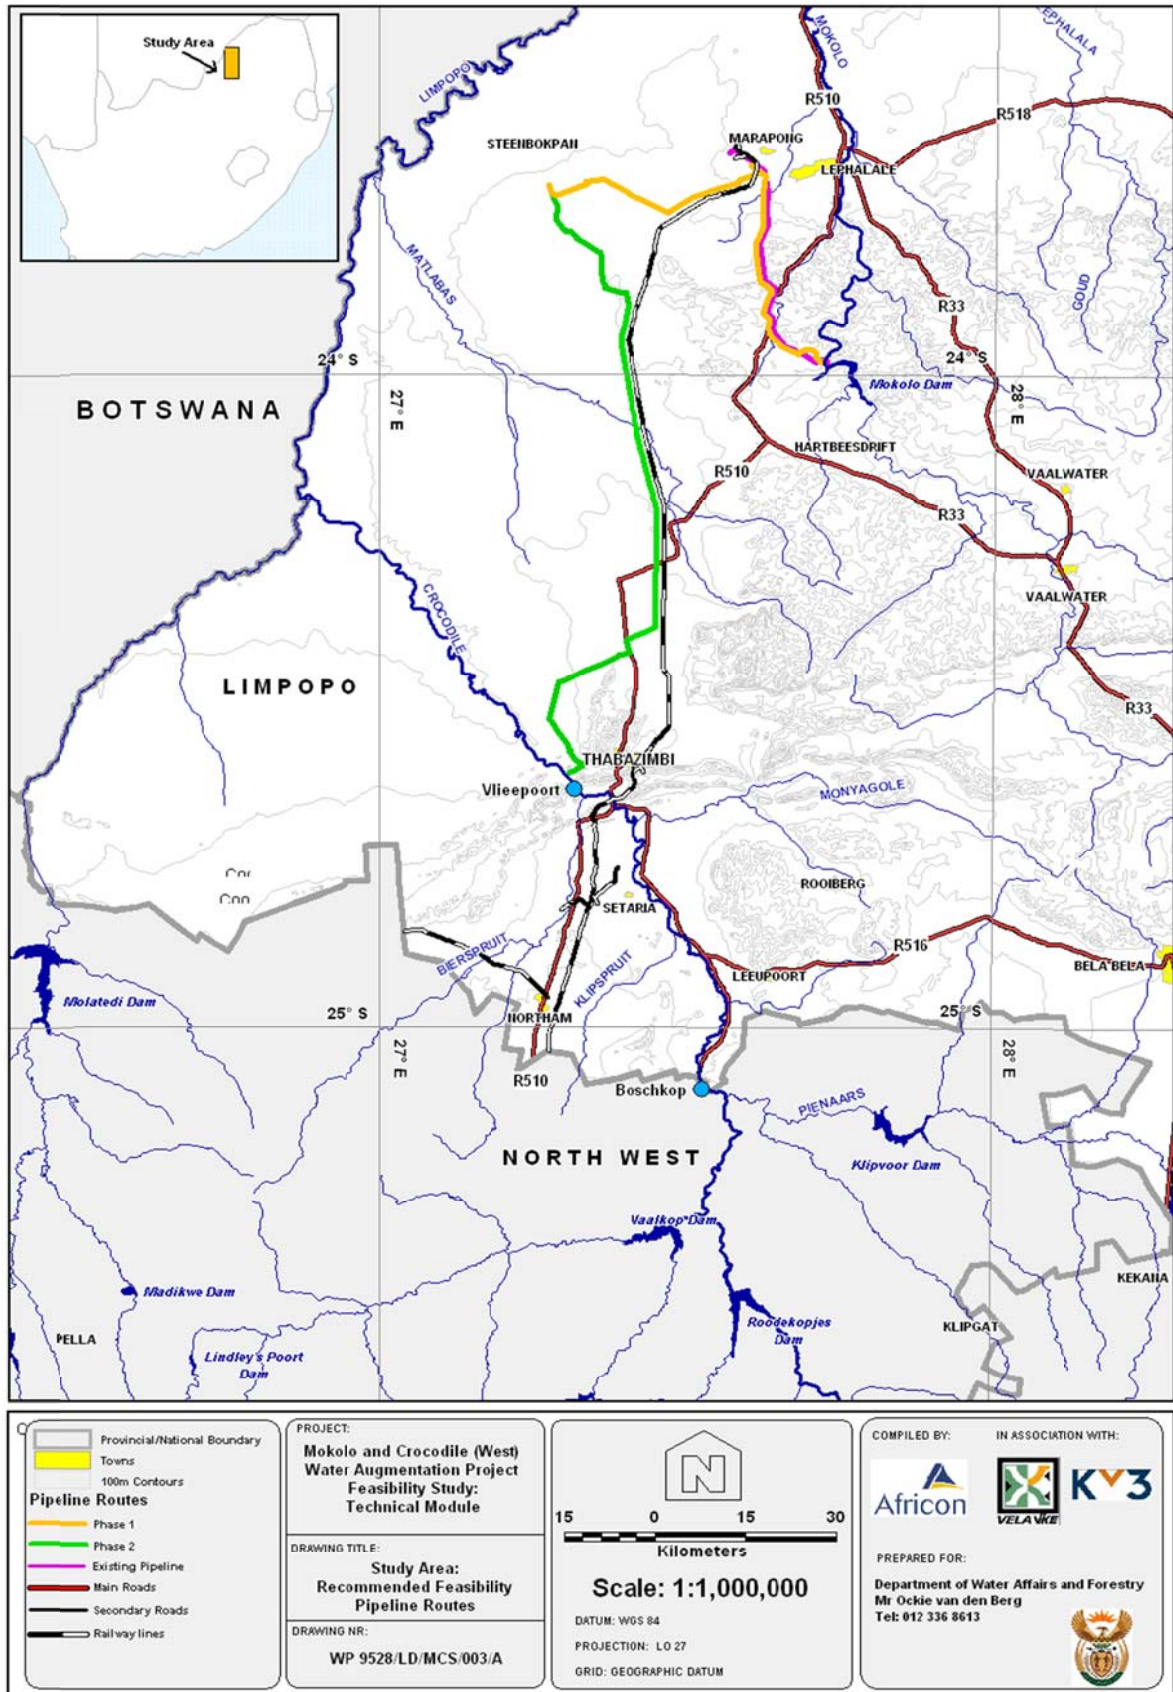 Study Area
LIMPOPO
MOKOLO
LEPHALALA
R510
R518
STEENBOKPAN
MARAPONG
LEPHALALE
MATLABAS
GOUD
R33
24° S
24° S
Mokolo Dam
BOTSWANA
27° E
28° E
HARTBEESDRIFT
R510
VAALWATER
R33
VAALWATER
CROCODILE
LIMPOPO
R33
THABAZIMBI
Vlieepoort
MONYAGOLE
ROOIBERG
SETARIA
R516
BIERSPRUIT
KLIPSPRUIT
LEEUPOORT
BELA BELA
Molatedi Dam
NORTHAM
25° S
25° S
27° E
28° E
R510
Boschkop
PIENAARS
NORTH WEST
Klipvoor Dam
Vaalkop Dam
KEKANA
Madikwe Dam
Roodekopjes
Dam
KLIPGAT
PELLA
Lindley's Poort
Dam
Provincial/National Boundary
Towns
100m Contours
Pipeline Routes
Phase 1
Phase 2
Existing Pipeline
Main Roads
Secondary Roads
Railway lines
PROJECT:
Mokolo and Crocodile (West)
Water Augmentation Project
Feasibility Study:
Technical Module
DRAWING TITLE:
Study Area:
Recommended Feasibility
Pipeline Routes
DRAWING NR:
WP 9528/LD/MCS/003/A
N
15 0 15 30
Kilometers
Scale: 1:1,000,000
DATUM: WGS 84
PROJECTION: LO 27
GRID: GEOGRAPHIC DATUM
COMPILED BY: IN ASSOCIATION WITH:
Africon
VELA VKE
KV3
PREPARED FOR:
Department of Water Affairs and Forestry
Mr Ockie van den Berg
Tel: 012 336 8613